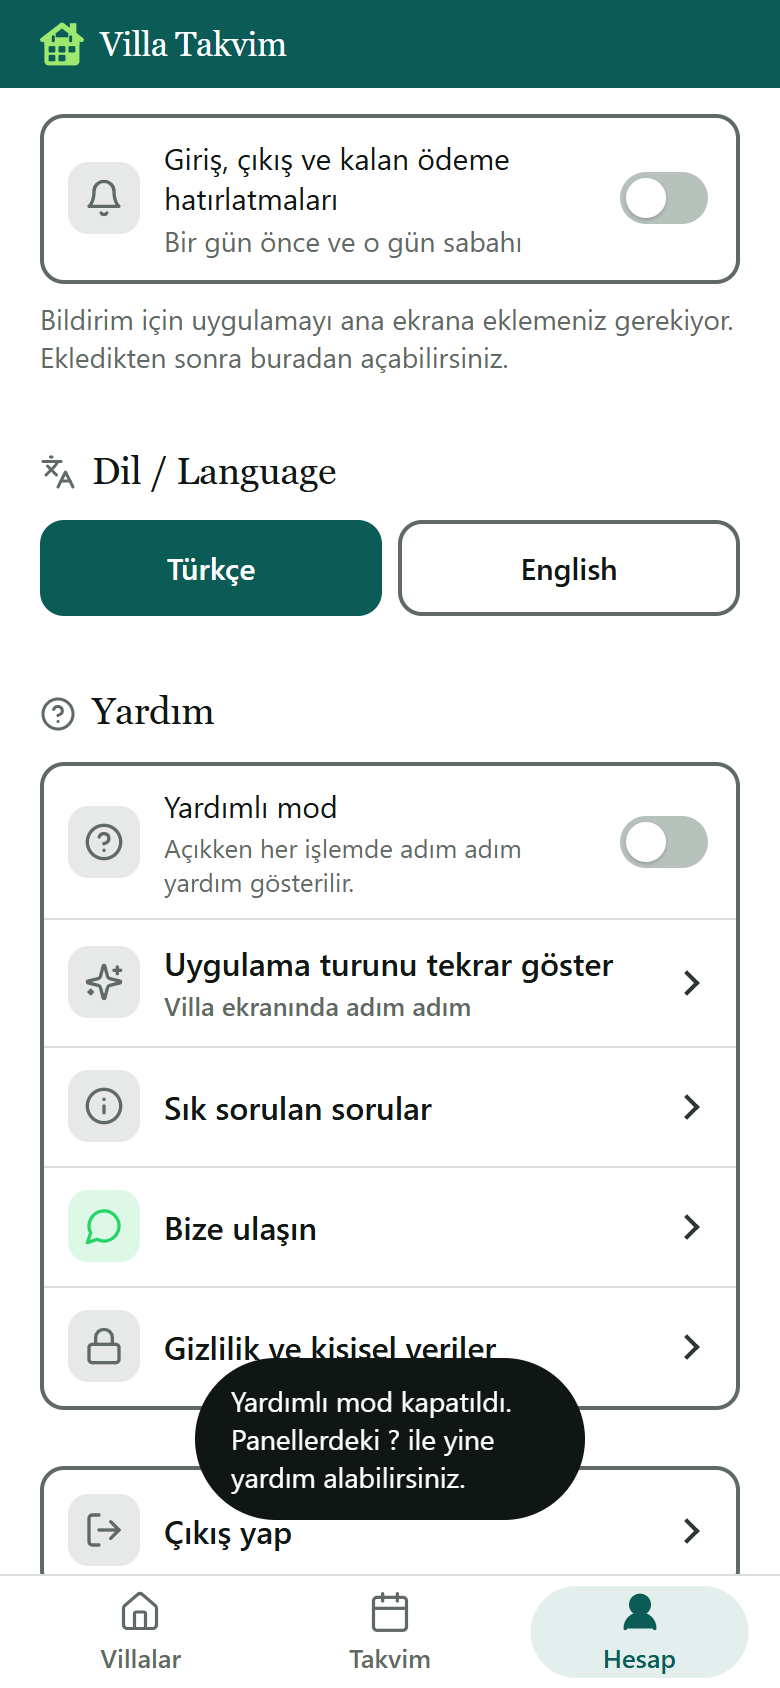 Villa Takvim
Giriş, çıkış ve kalan ödeme
hatırlatmaları
Bir gün önce ve o gün sabahı
Bildirim için uygulamayı ana ekrana eklemeniz gerekiyor.
Ekledikten sonra buradan açabilirsiniz.
Dil / Language
Türkçe
English
Yardım
Yardımlı mod
Açıkken her işlemde adım adım
yardım gösterilir.
Uygulama turunu tekrar göster
Villa ekranında adım adım
Sık sorulan sorular
Bize ulaşın
Gizlilik ve kişisel veriler
Yardımlı mod kapatıldı.
Panellerdeki ? ile yine
yardım alabilirsiniz.
Çıkış yap
Villalar
Takvim
Hesap